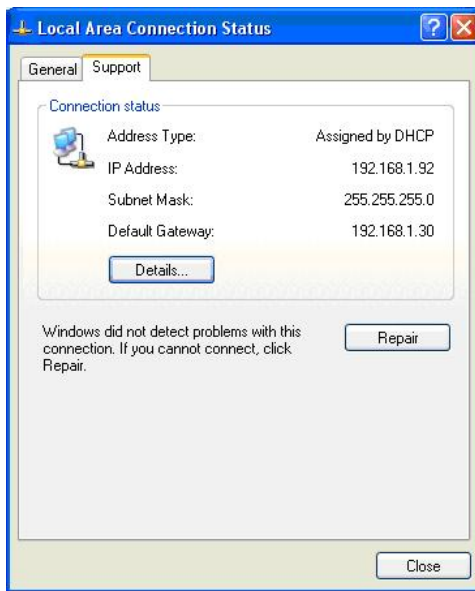 Local Area Connection Status
General Support
Connection status
Address Type: Assigned by DHCP
IP Address: 192.168.1.92
Subnet Mask: 255.255.255.0
Default Gateway: 192.168.1.30
Details...
Windows did not detect problems with this
connection. If you cannot connect, click
Repair.
Repair
Close